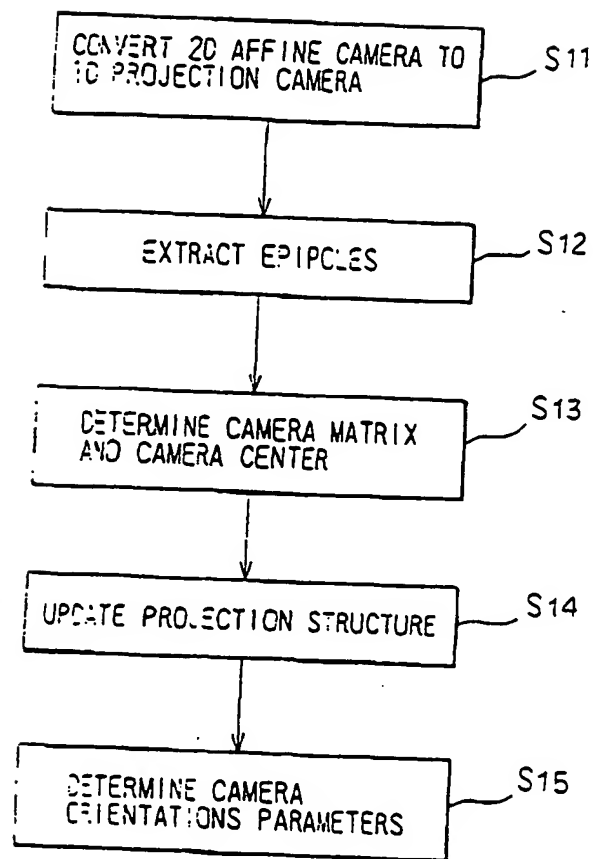 CONVERT 2D AFFINE CAMERA TO
1D PROJECTION CAMERA
S11
EXTRACT EPIPOLES
S12
DETERMINE CAMERA MATRIX
AND CAMERA CENTER
S13
UPDATE PROJECTION STRUCTURE
S14
DETERMINE CAMERA
ORIENTATIONS PARAMETERS
S15